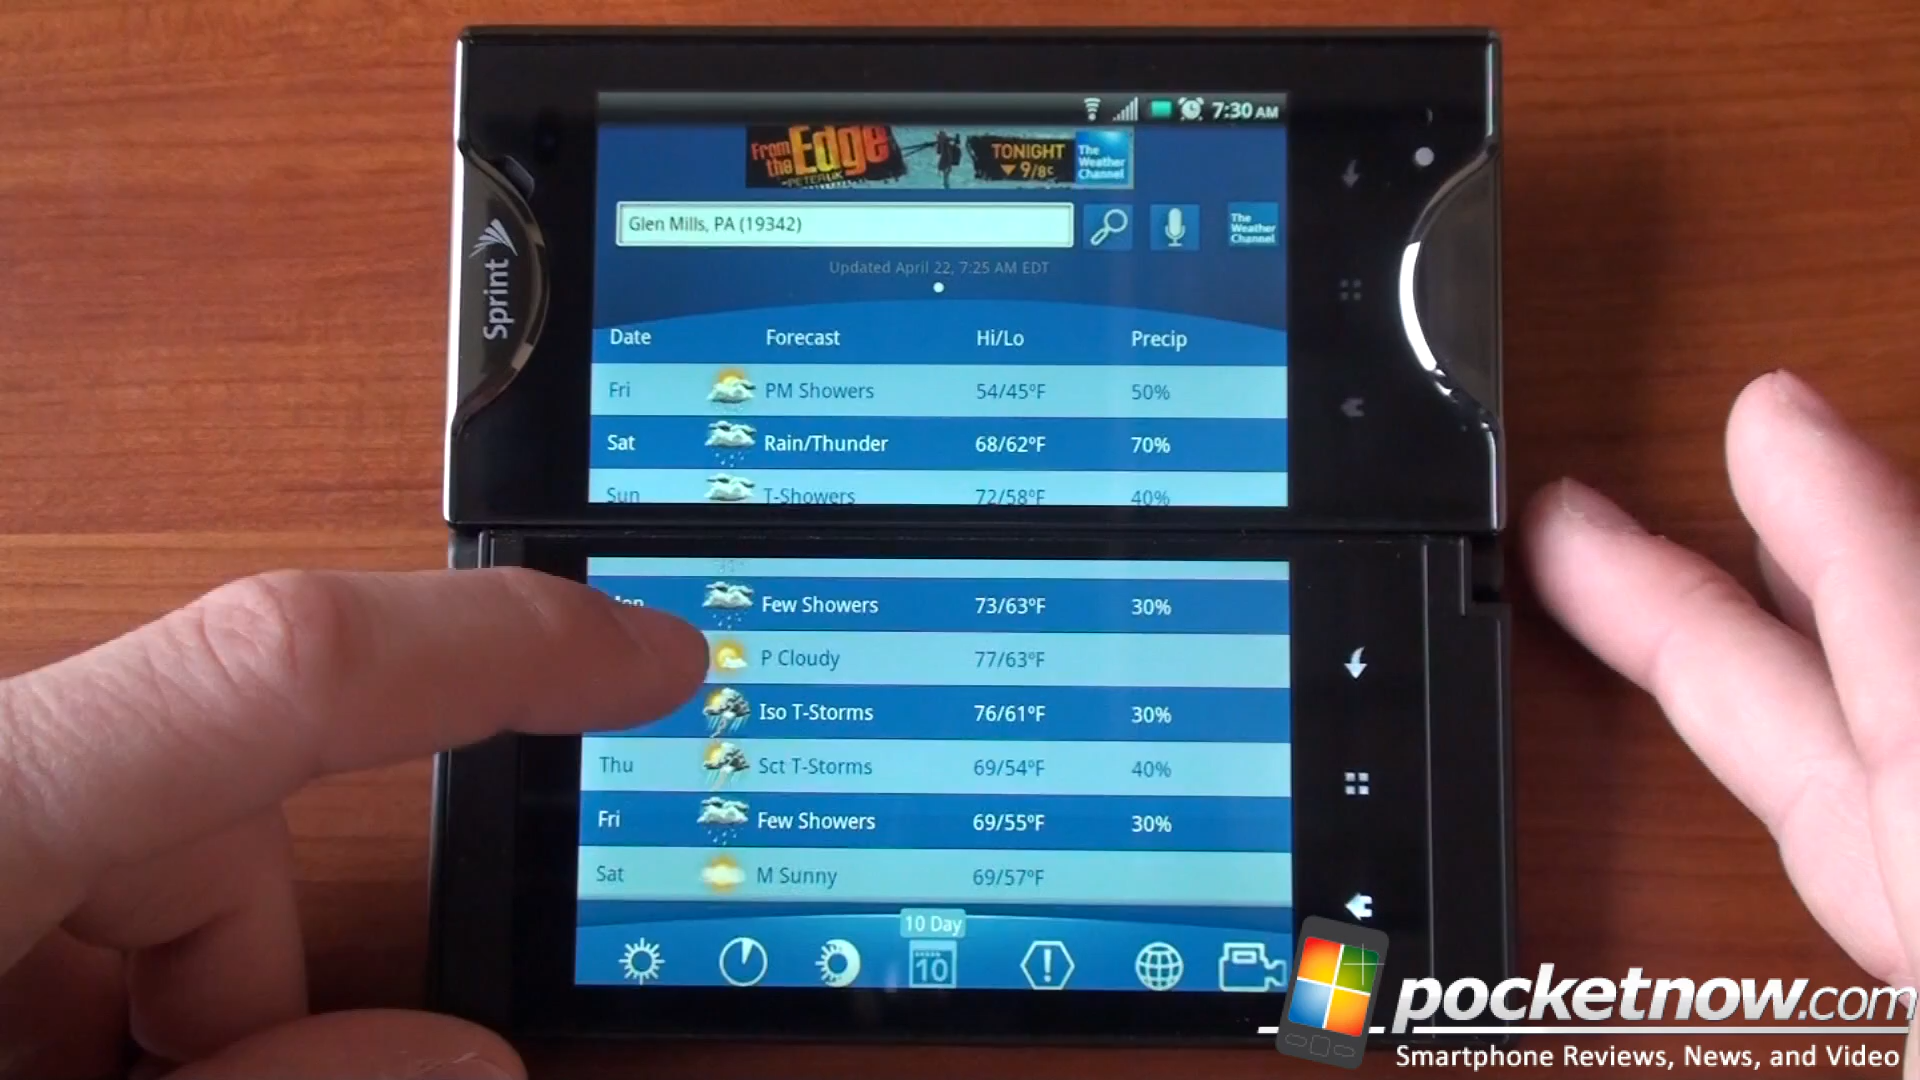 7:30 AM
From the Edge
TONIGHT
9/8c
The Weather Channel
Sprint
Glen Mills, PA (19342)
The Weather Channel
Updated April 22, 7:25 AM EDT
Date Forecast Hi/Lo Precip
Fri PM Showers 54/45°F 50%
Sat Rain/Thunder 68/62°F 70%
Sun T-Showers 72/58°F 40%
Few Showers 73/63°F 30%
P Cloudy 77/63°F
Iso T-Storms 76/61°F 30%
Thu Sct T-Storms 69/54°F 40%
Fri Few Showers 69/55°F 30%
Sat M Sunny 69/57°F
10 Day
10
pocketnow.com
Smartphone Reviews, News, and Video